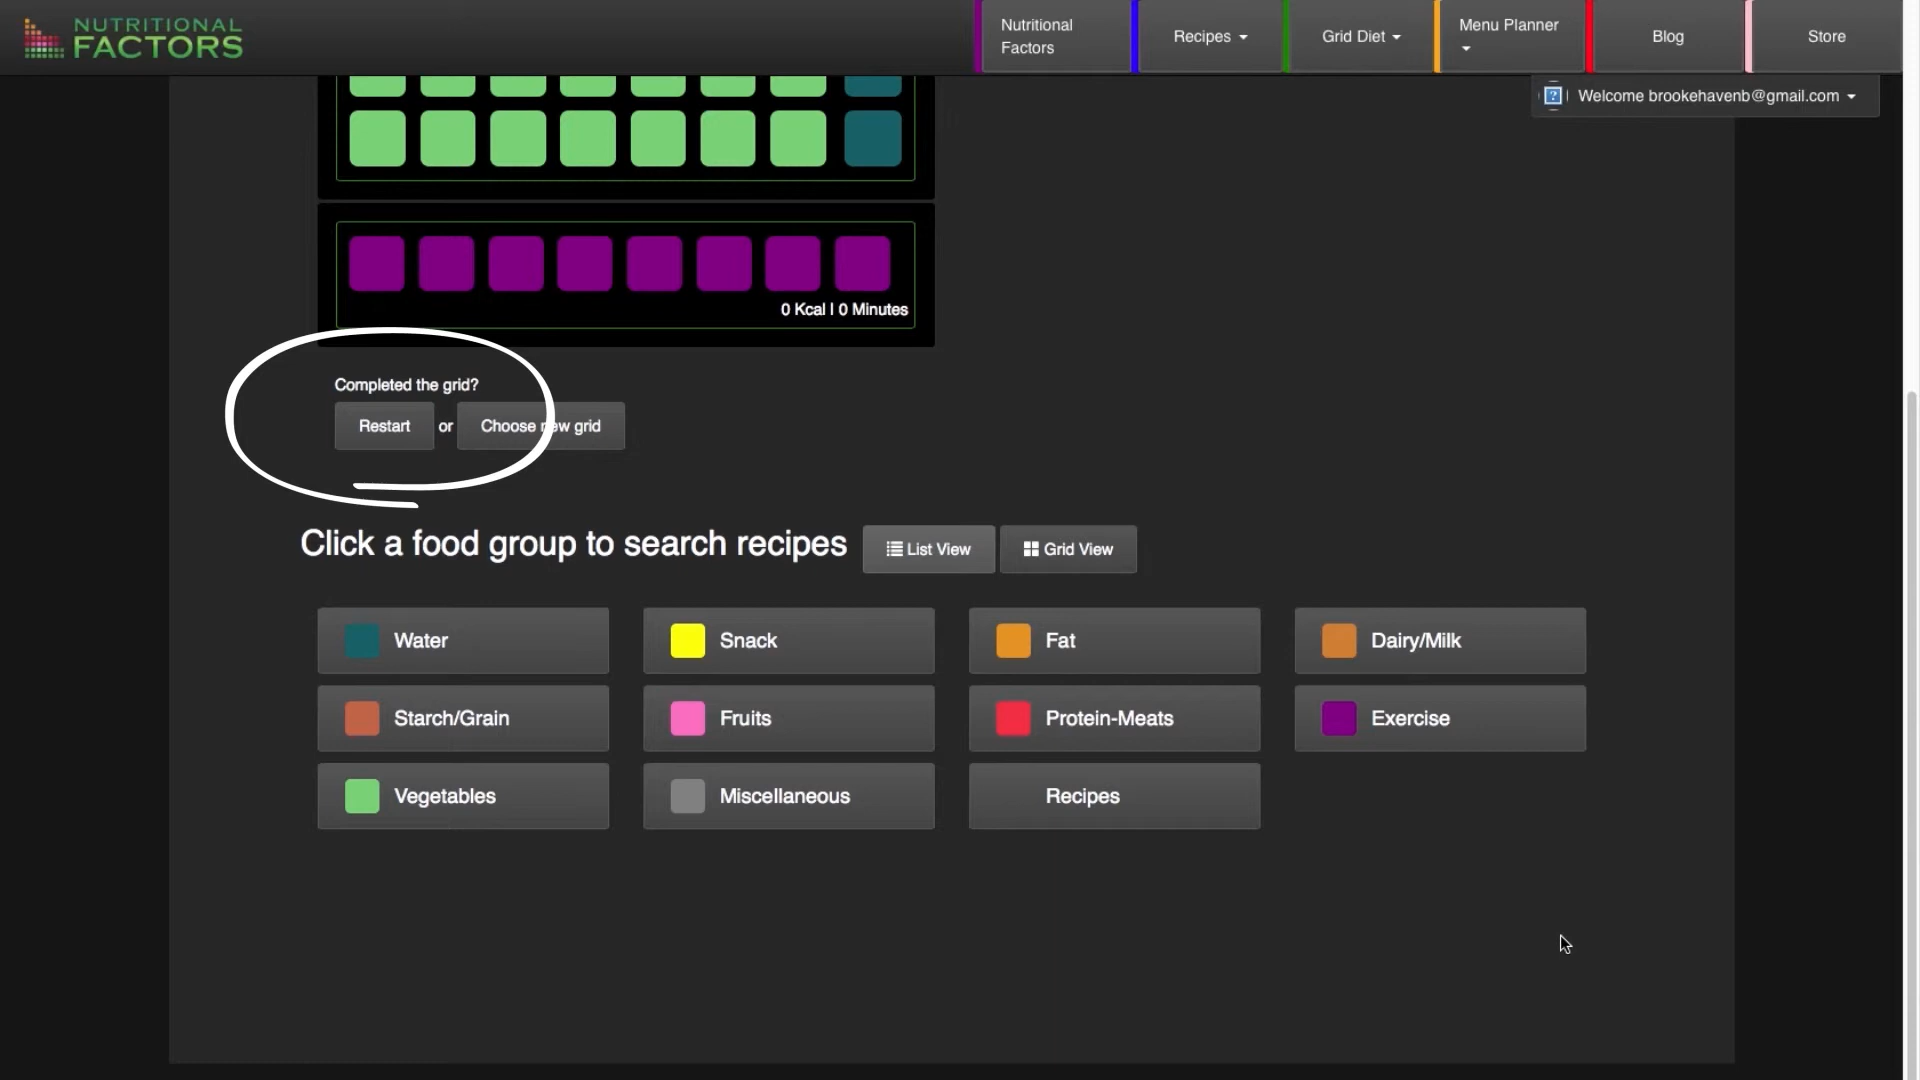 NUTRITIONAL
FACTORS
Nutritional
Factors
Recipes
Grid Diet
Menu Planner
Blog
Store
? Welcome brookehavenb@gmail.com
0 Kcal | 0 Minutes
Completed the grid?
Restart or Choose new grid
Click a food group to search recipes
List View
Grid View
Water
Snack
Fat
Dairy/Milk
Starch/Grain
Fruits
Protein-Meats
Exercise
Vegetables
Miscellaneous
Recipes